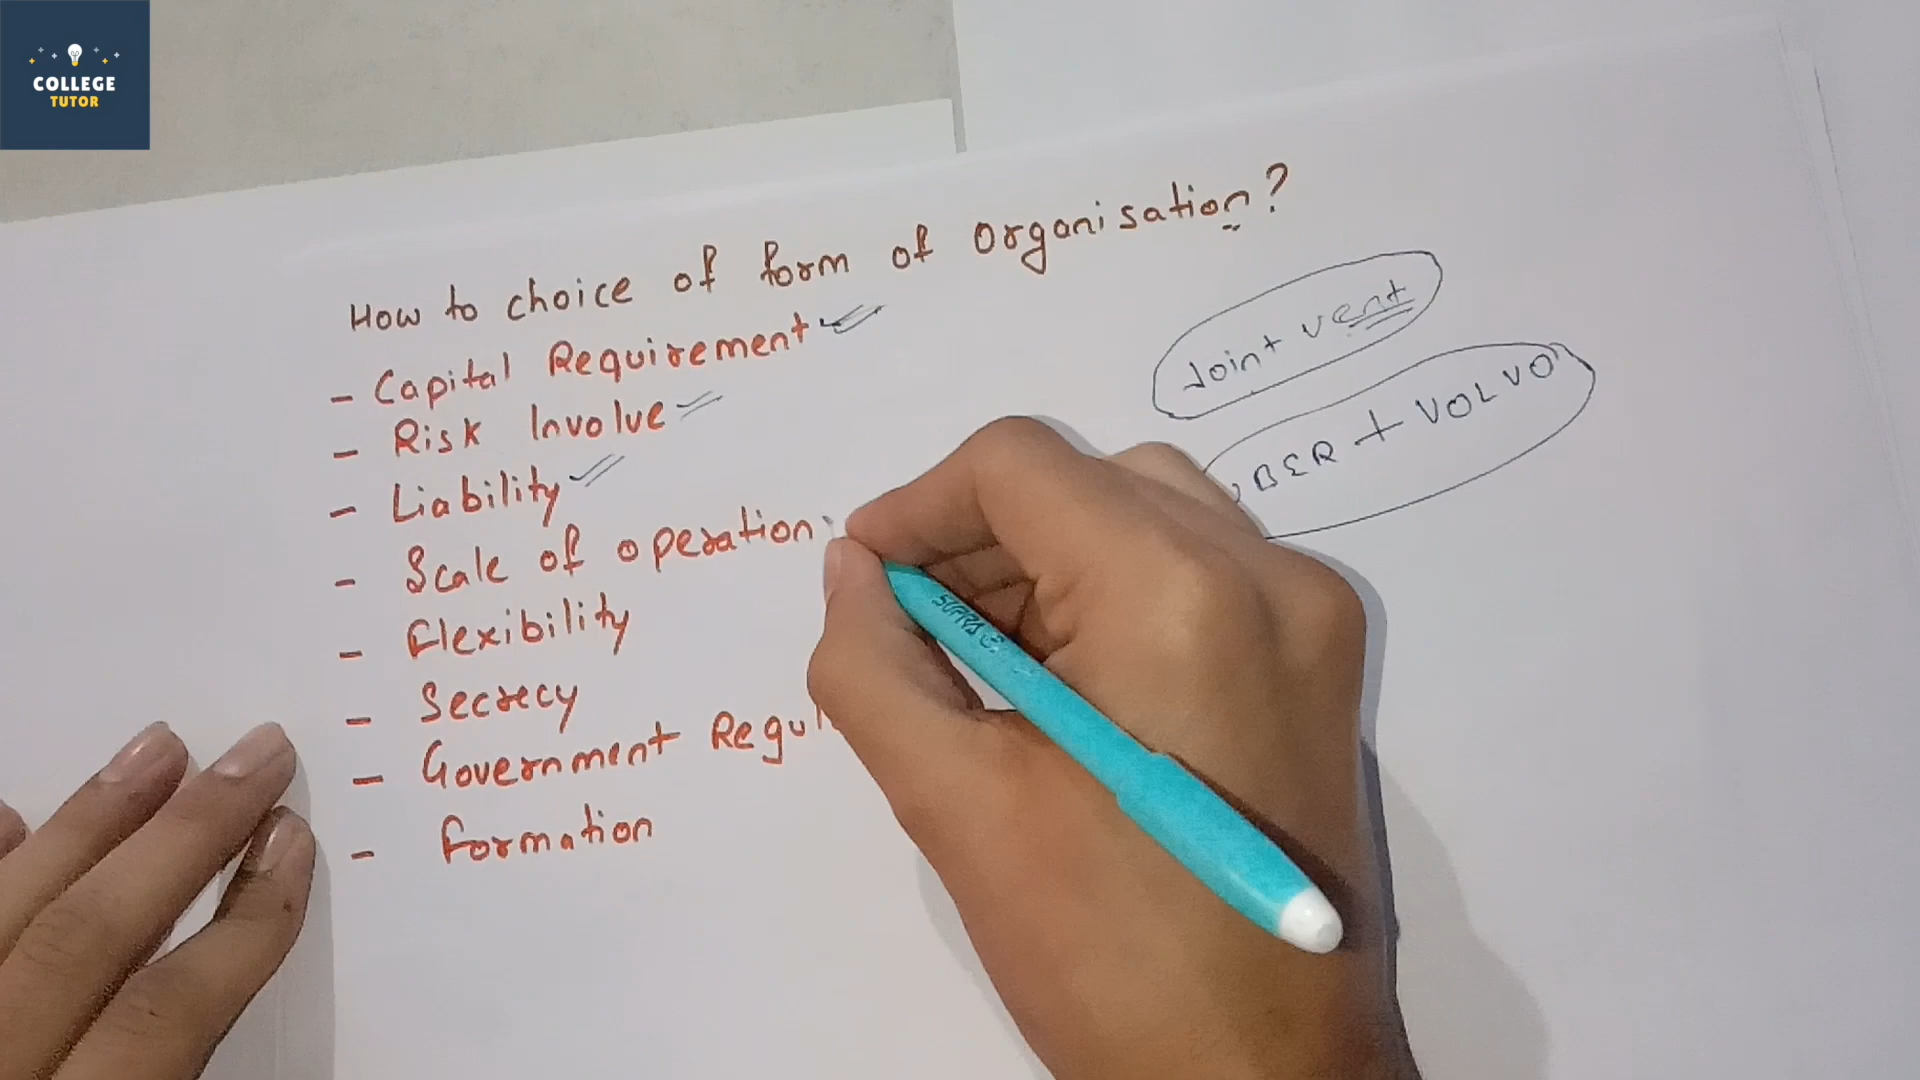 COLLEGE
TUTOR
How to choice of form of Organisation?
- Capital Requirement
- Risk Involve
- Liability
- Scale of operation
- Flexibility
- Secrecy
- Government
- Formation
Joint vent
+ VOLVO
SUPRA